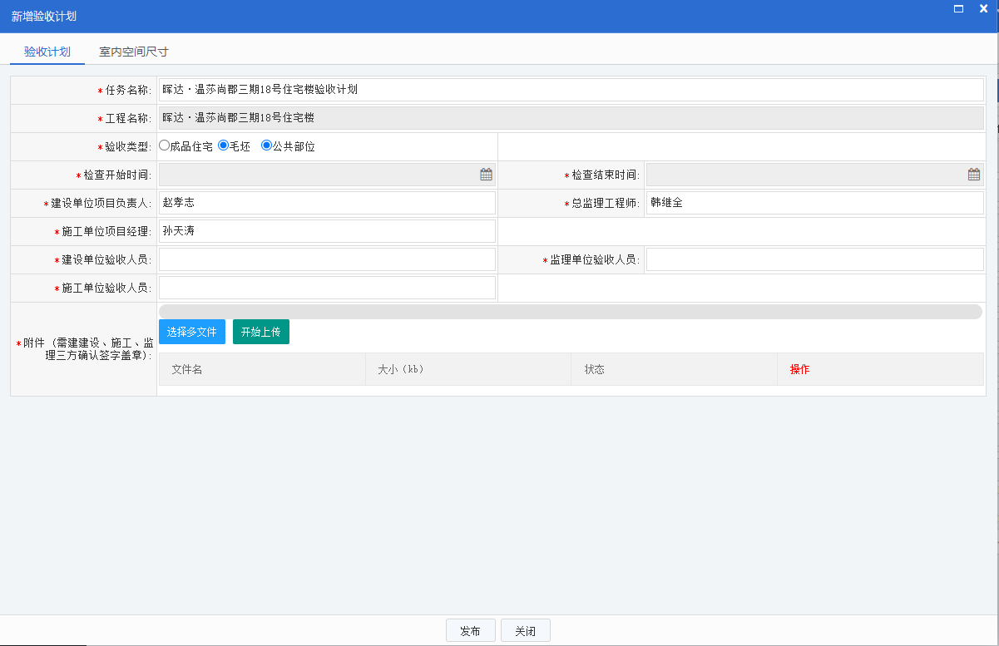 新增验收计划
验收计划 室内空间尺寸
*任务名称: 晖达·温莎尚郡三期18号住宅楼验收计划
*工程名称: 晖达·温莎尚郡三期18号住宅楼
*验收类型: 成品住宅 毛坯 公共部位
*检查开始时间: *检查结束时间:
*建设单位项目负责人: 赵孝志 *总监理工程师: 韩继全
*施工单位项目经理: 孙天涛
*建设单位验收人员: *监理单位验收人员:
*施工单位验收人员:
选择多文件 开始上传
*附件（需建建设、施工、监
理三方确认签字盖章）:
文件名 大小（kb） 状态 操作
发布 关闭